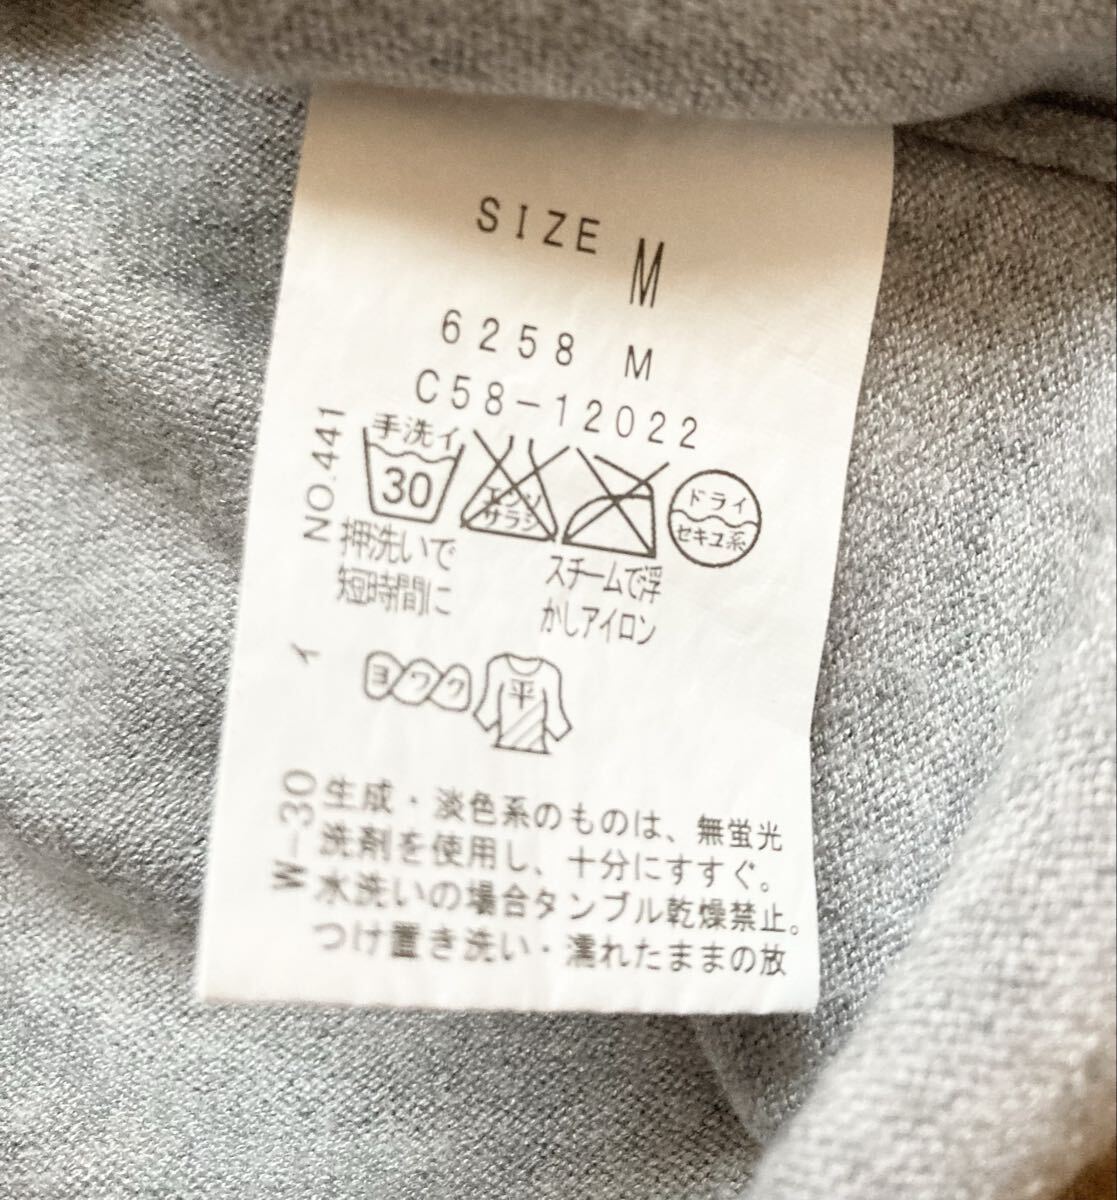 SIZE M
6258 M
C58-12022
NO.441
手洗イ
30
エンソ
サラシ
ドライ
セキユ系
押洗いで
短時間に
スチームで浮
かしアイロン
イ
ヨワク
平
W-30
生成・淡色系のものは、無蛍光
洗剤を使用し、十分にすすぐ。
水洗いの場合タンブル乾燥禁止。
つけ置き洗い・濡れたままの放